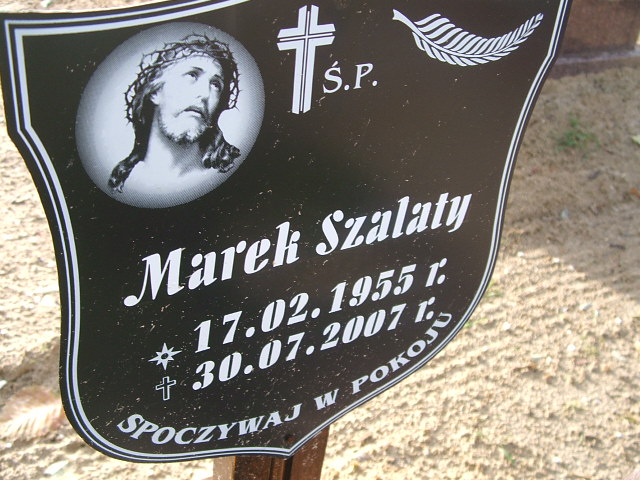 Ś.P.
Marek Szalaty
17.02.1955 r.
30.07.2007 r.
SPOCZYWAJ W POKOJU